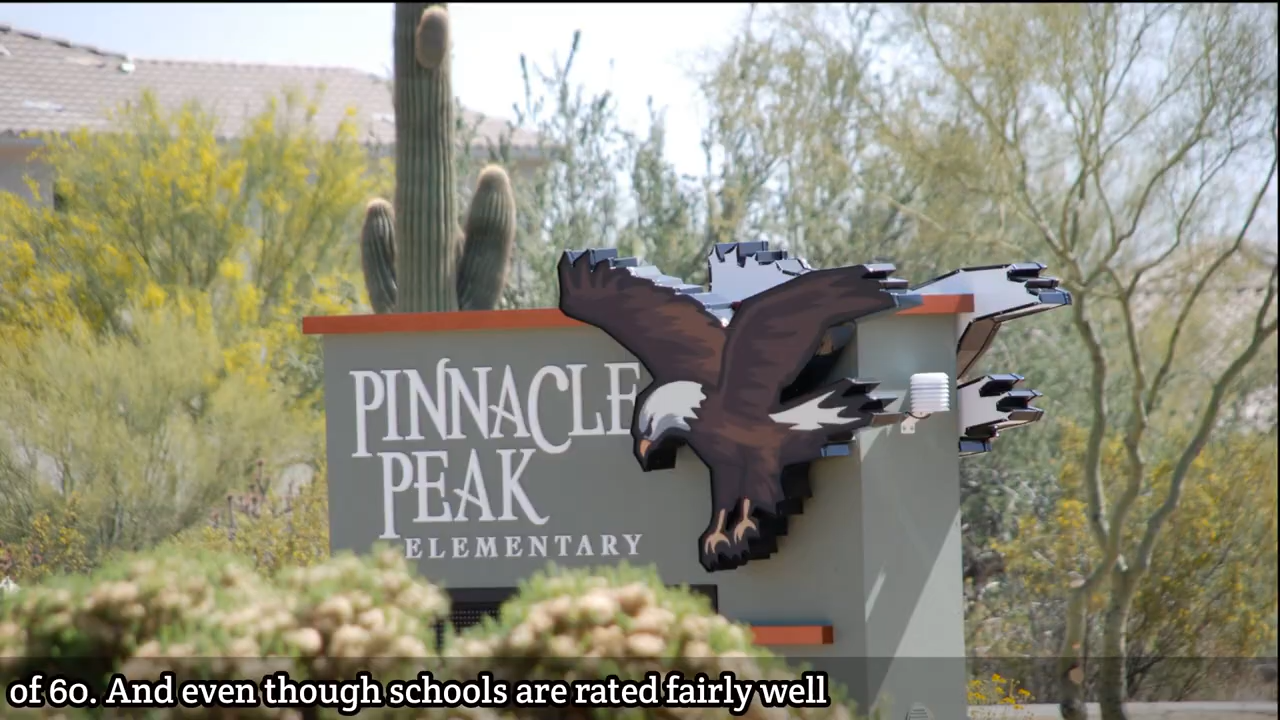 PINNACLE
PEAK
ELEMENTARY
of 60. And even though schools are rated fairly well